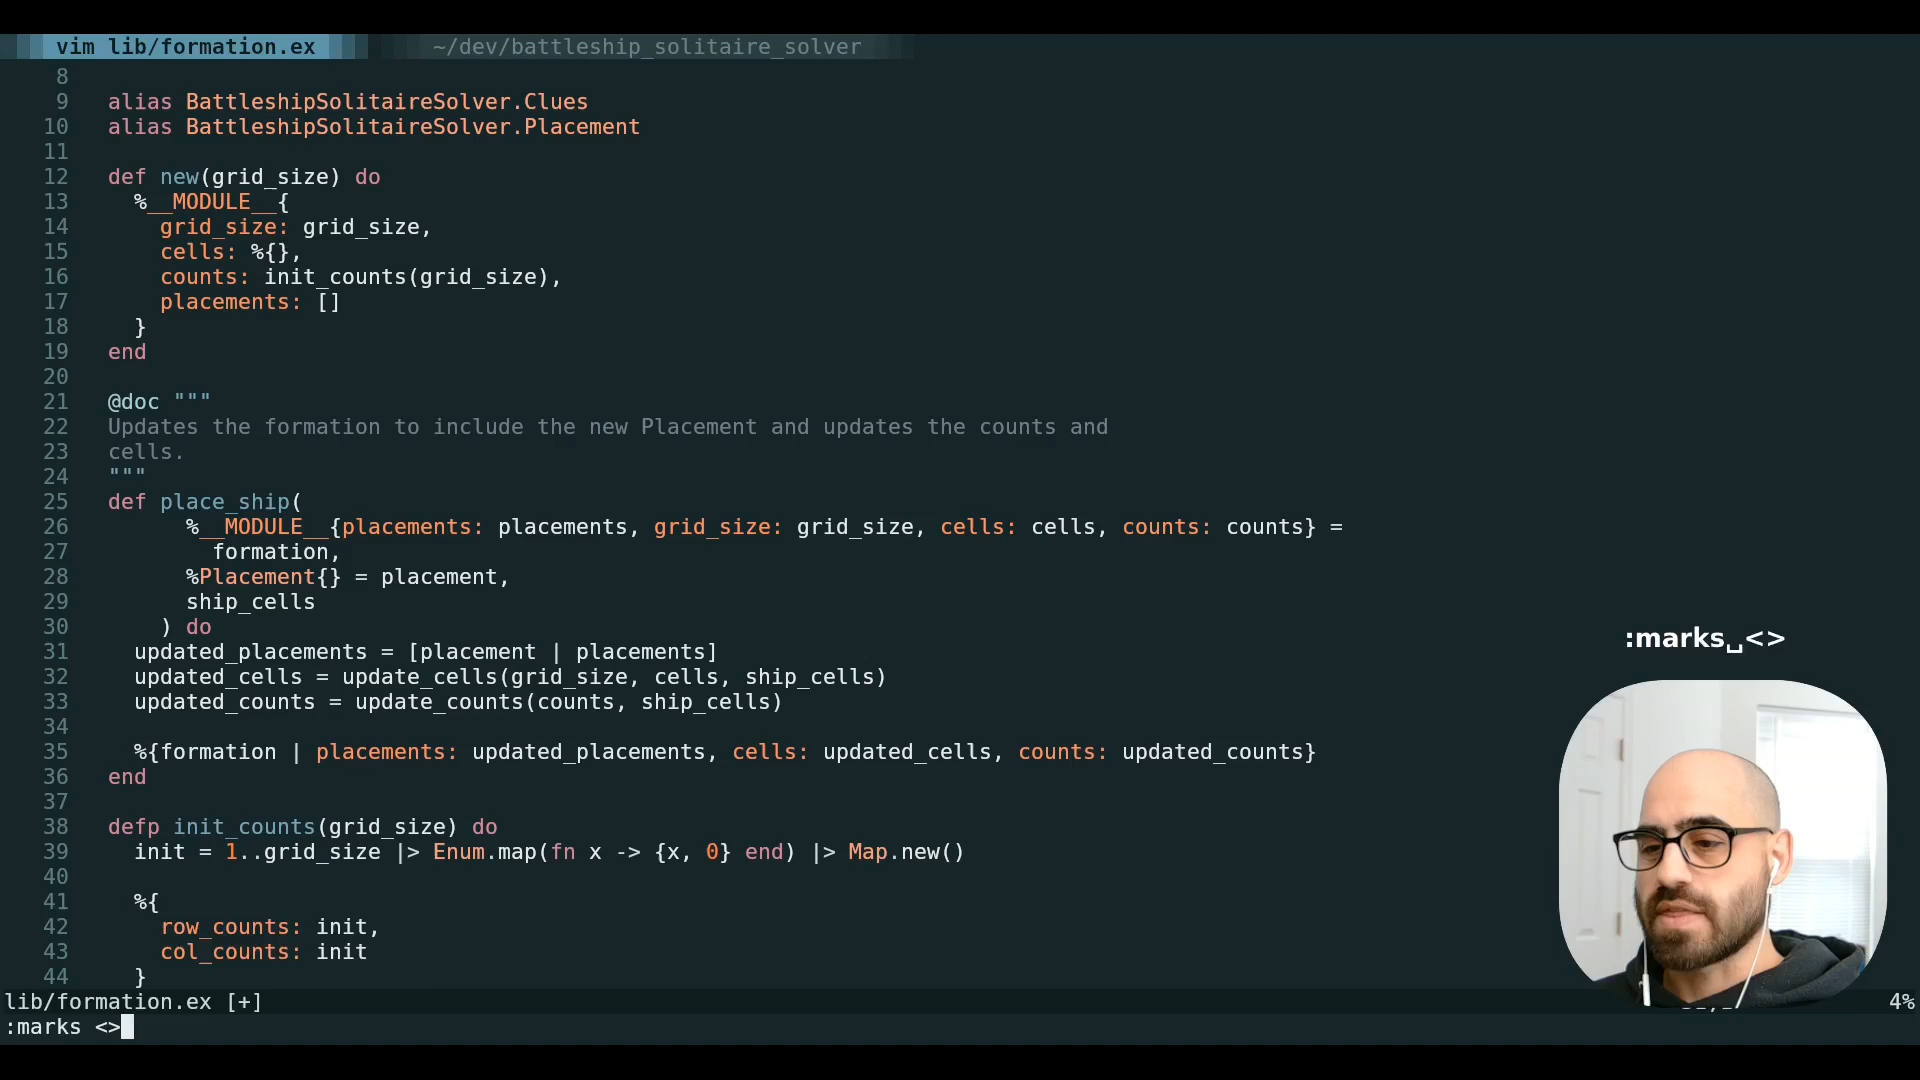 vim lib/formation.ex ~/dev/battleship_solitaire_solver
8
9 alias BattleshipSolitaireSolver.Clues
10 alias BattleshipSolitaireSolver.Placement
11
12 def new(grid_size) do
13 %__MODULE__{
14 grid_size: grid_size,
15 cells: %{},
16 counts: init_counts(grid_size),
17 placements: []
18 }
19 end
20
21 @doc """
22 Updates the formation to include the new Placement and updates the counts and
23 cells.
24 """
25 def place_ship(
26 %__MODULE__{placements: placements, grid_size: grid_size, cells: cells, counts: counts} =
27 formation,
28 %Placement{} = placement,
29 ship_cells
30 ) do
31 updated_placements = [placement | placements]
32 updated_cells = update_cells(grid_size, cells, ship_cells)
33 updated_counts = update_counts(counts, ship_cells)
34
35 %{formation | placements: updated_placements, cells: updated_cells, counts: updated_counts}
36 end
37
38 defp init_counts(grid_size) do
39 init = 1..grid_size |> Enum.map(fn x -> {x, 0} end) |> Map.new()
40
41 %{
42 row_counts: init,
43 col_counts: init
44 }
:marks␣<>
lib/formation.ex [+] 4%
:marks <>